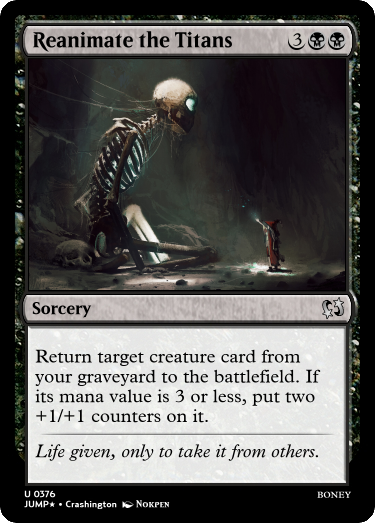 Reanimate the Titans 3
Sorcery
Return target creature card from
your graveyard to the battlefield. If
its mana value is 3 or less, put two
+1/+1 counters on it.
Life given, only to take it from others.
U 0376
JUMP★ • Crashington NOKPEN
BONEY